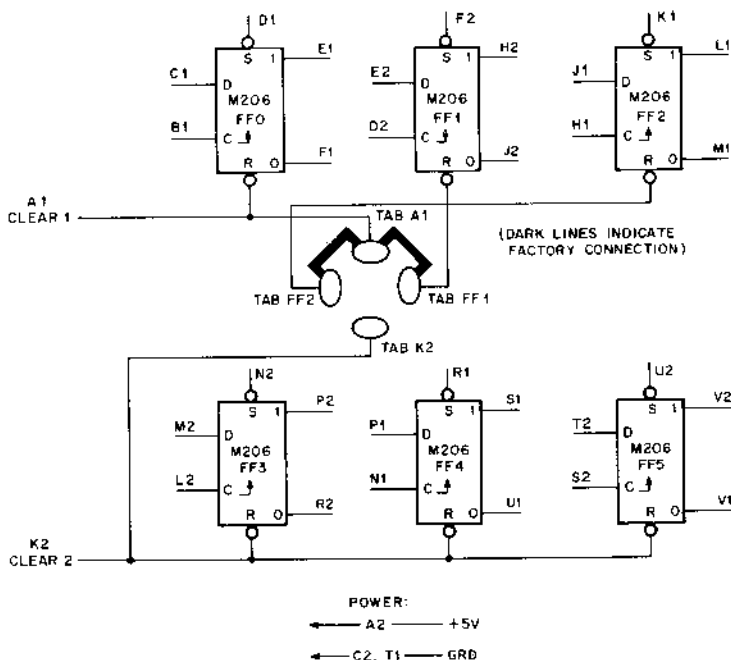 D1
F2
K1
S 1
E1
S 1
H2
S 1
L1
C1
D
E2
D
J1
D
M206
FF0
M206
FF1
M206
FF2
B1
C
D2
C
H1
C
R 0
F1
R 0
J2
R 0
M1
A1
CLEAR 1
TAB A1
(DARK LINES INDICATE
FACTORY CONNECTION)
TAB FF2
TAB FF1
TAB K2
N2
R1
U2
S 1
P2
S 1
S1
S 1
V2
M2
D
P1
D
T2
D
M206
FF3
M206
FF4
M206
FF5
L2
C
N1
C
S2
C
R 0
R2
R 0
U1
R 0
V1
K2
CLEAR 2
POWER:
A2 +5V
C2, T1 GRD